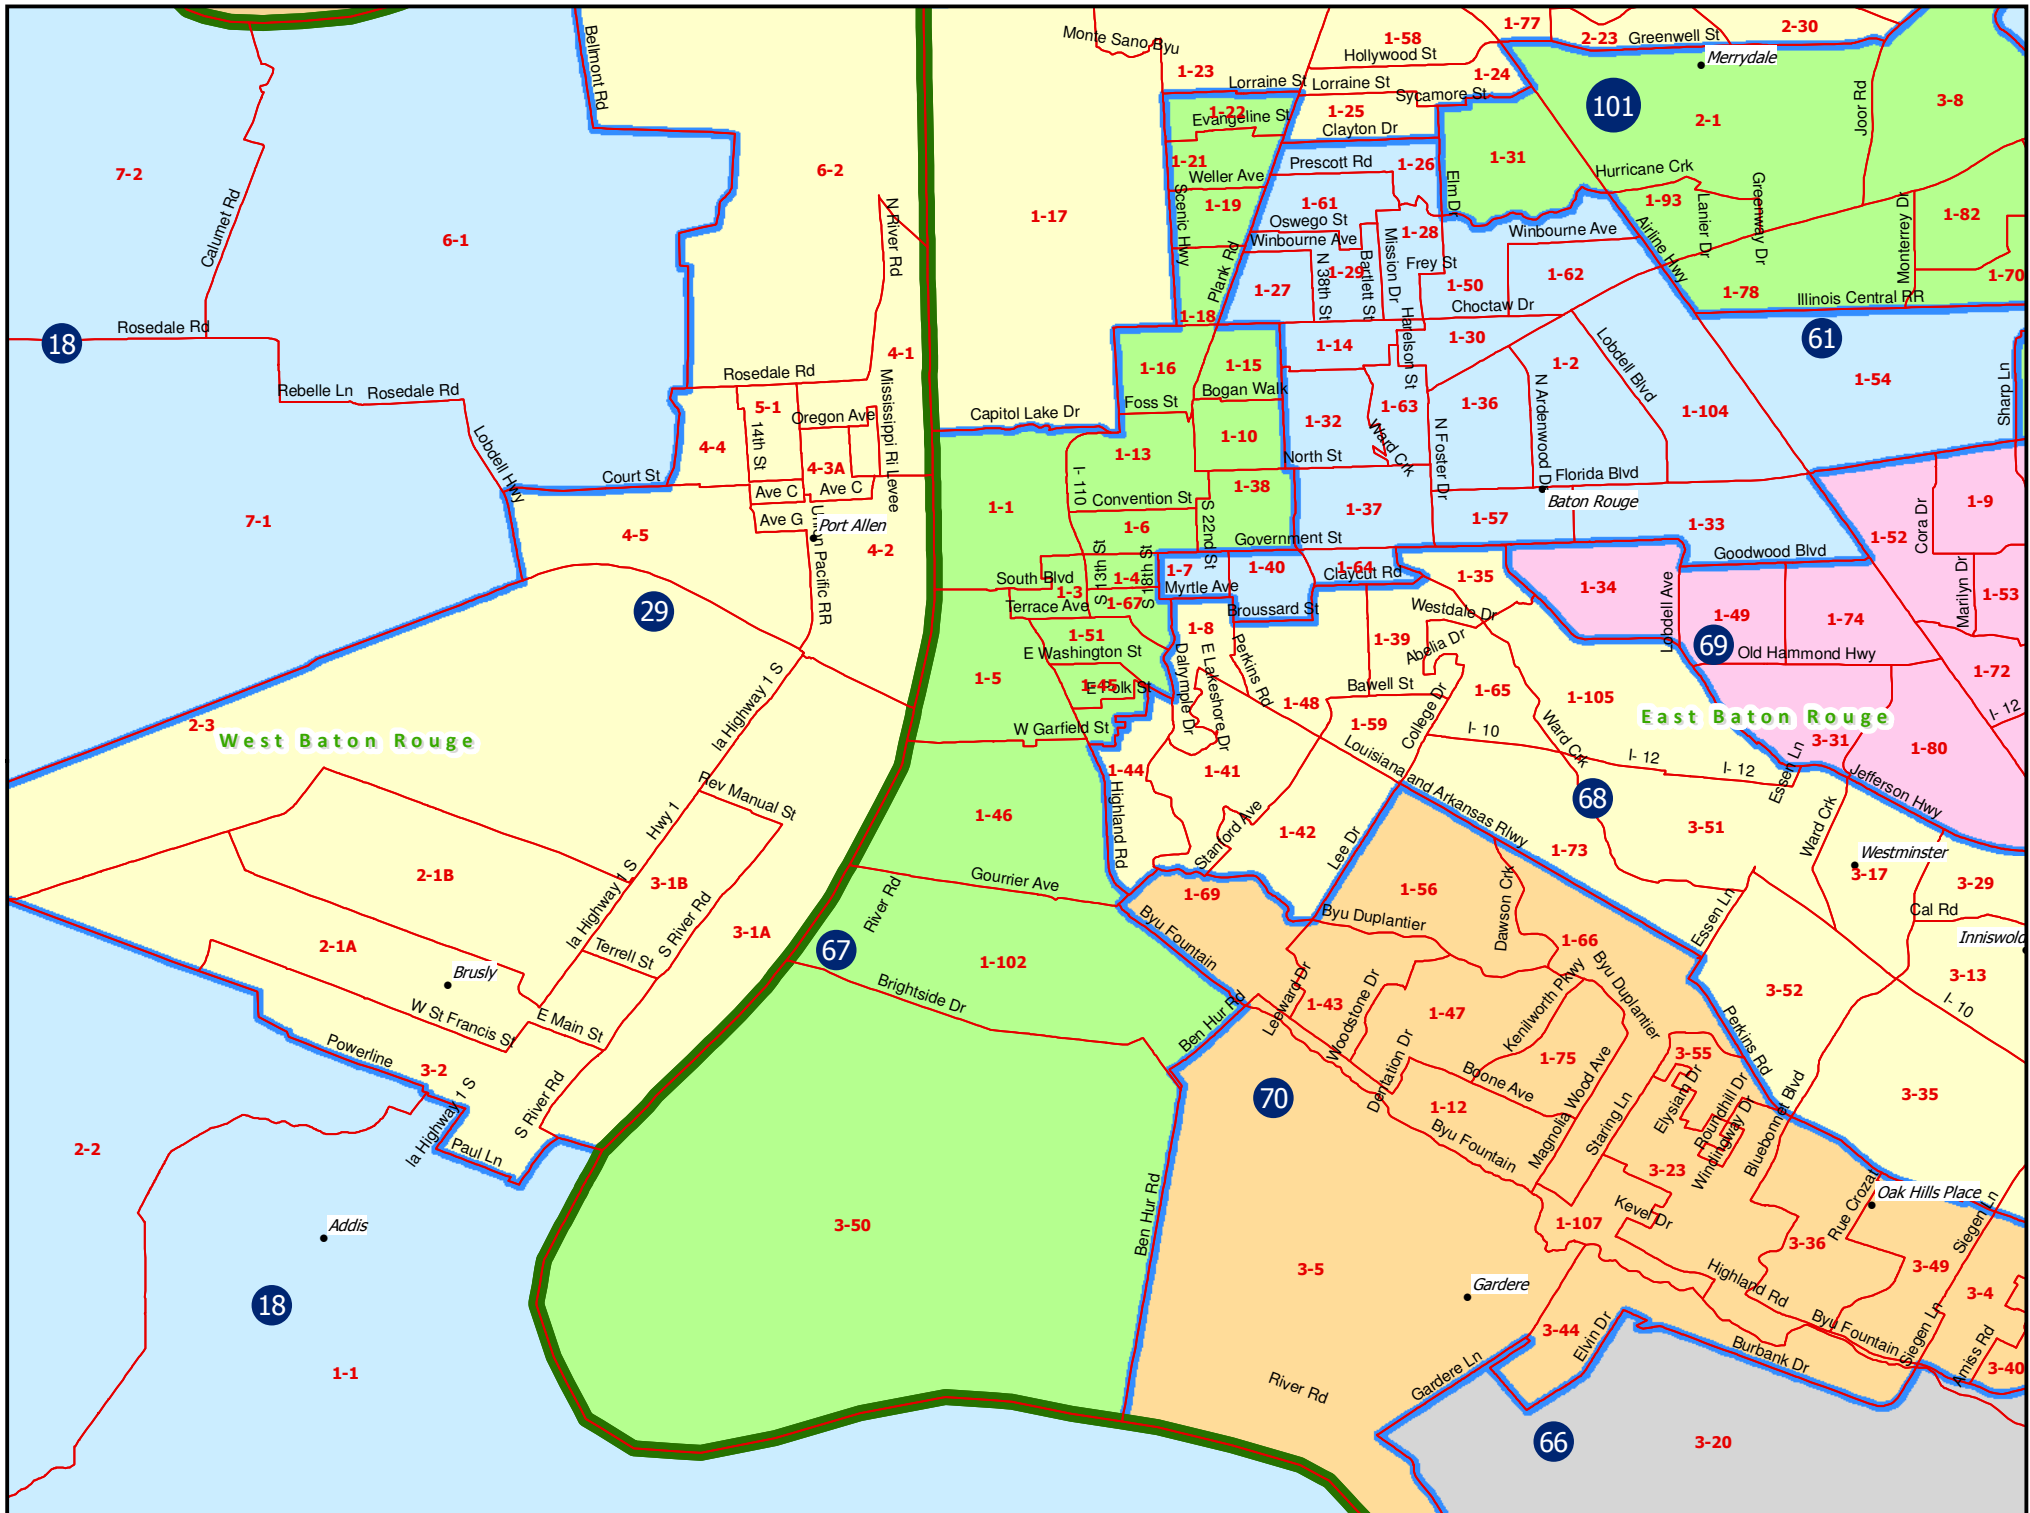 Monte Sano Byu
1-58
1-77
2-23
Greenwell St
2-30
Hollywood St
Merrydale
Bellmont Rd
1-23
1-24
Lorraine St
Lorraine St
Sycamore St
101
3-8
1-22
Evangeline St
1-25
Clayton Dr
2-1
Joor Rd
7-2
6-2
1-21
Weller Ave
Prescott Rd
1-26
1-31
Elm Dr
Hurricane Crk
Calumet Rd
6-1
N River Rd
1-17
Scenic Hwy
1-19
1-61
Oswego St
Winbourne Ave
Mission Dr
1-28
Winbourne Ave
1-93
Lanier Dr
Greenway Dr
Monterrey Dr
1-82
Airline Hwy
Plank Rd
1-27
N 38th St
1-29
Bartlett St
Frey St
1-50
1-62
1-70
1-78
Illinois Central RR
Choctaw Dr
18
Rosedale Rd
1-18
1-14
Harelson St
1-30
61
4-1
Rosedale Rd
1-16
1-15
Bogan Walk
1-2
Lobdell Blvd
1-54
Sharp Ln
Rebelle Ln
Rosedale Rd
5-1
Oregon Ave
Mississippi Ri Levee
Capitol Lake Dr
Foss St
1-63
1-36
N Ardenwood Dr
1-104
Lobdell Hwy
4-4
14th St
4-3A
1-13
1-10
1-32
Ward Crk
N Foster Dr
North St
Court St
Ave C
Ave C
I- 110
Convention St
1-38
Florida Blvd
Baton Rouge
1-9
7-1
4-5
Ave G
Union Pacific RR
Port Allen
4-2
1-1
1-6
S 22nd St
1-37
1-57
1-33
1-52
Cora Dr
Government St
Goodwood Blvd
South Blvd
S 13th St
1-4
S 18th St
1-7
1-40
1-64
Claycut Rd
1-35
1-34
Lobdell Ave
Marilyn Dr
1-53
1-3
Myrtle Ave
29
Terrace Ave
1-67
Broussard St
Westdale Dr
1-49
1-74
1-51
1-8
Perkins Rd
1-39
Abelia Dr
69
Old Hammond Hwy
E Washington St
Dalrymple Dr
E Lakeshore Dr
1-72
1-5
1-45
E Polk St
Bawell St
1-65
1-105
la Highway 1 S
1-48
I- 12
2-3
West Baton Rouge
East Baton Rouge
W Garfield St
1-59
College Dr
I- 10
Ward Crk
3-31
1-80
Louisiana and Arkansas Rlwy
I- 12
I- 12
Essen Ln
Jefferson Hwy
Rev Manual St
Hwy 1
1-44
Highland Rd
1-41
68
1-46
Stanford Ave
1-42
Lee Dr
1-73
3-51
Ward Crk
Westminster
2-1B
3-1B
la Highway 1 S
Gourrier Ave
1-69
1-56
Dawson Crk
3-17
3-29
River Rd
Byu Fountain
Byu Duplantier
Essen Ln
Cal Rd
2-1A
S River Rd
3-1A
67
1-66
Inniswold
Terrell St
1-102
Byu Duplantier
3-13
Brusly
Brightside Dr
Leeward Dr
1-43
Woodstone Dr
1-47
Kenilworth Pkwy
3-52
I- 10
W St Francis St
E Main St
Ben Hur Rd
Perkins Rd
Powerline
3-2
Dentation Dr
1-75
3-55
la Highway 1 S
S River Rd
70
Boone Ave
Magnolia Wood Ave
Staring Ln
Elysian Dr
Roundhill Dr
Windingway Dr
Bluebonnet Blvd
3-35
1-12
2-2
Paul Ln
Byu Fountain
3-23
Oak Hills Place
Addis
3-50
Ben Hur Rd
1-107
Kevel Dr
3-36
Rue Crozat
Siegen Ln
3-5
3-49
18
Gardere
Highland Rd
3-4
3-44
Elvin Dr
Byu Fountain
Siegen Ln
Amiss Rd
1-1
River Rd
Gardere Ln
Burbank Dr
3-40
66
3-20